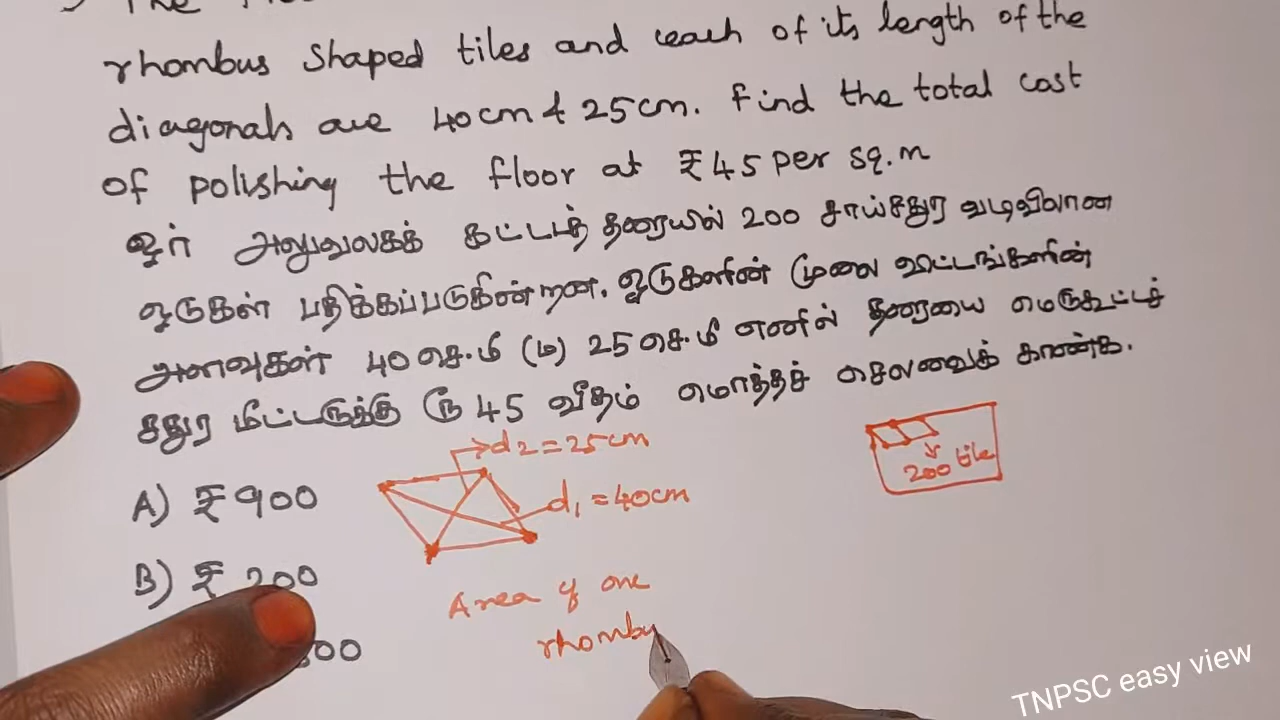 The
rhombus shaped tiles and each of its length of the
diagonals are 40cm & 25cm. Find the total cost
of polishing the floor at ₹45 per sq.m
ஓர் அலுவலகக் கட்டடத் தரையில் 200 சாய்சதுர வடிவிலான
ஓடுகள் பதிக்கப்படுகின்றன. ஓடுகளின் மூலை விட்டங்களின்
அளவுகள் 40 செ.மீ (ம) 25 செ.மீ எனில் தரையை மெருகூட்டச்
சதுர மீட்டருக்கு ரூ 45 வீதம் மொத்தச் செலவைக் காண்க.
d2 = 25cm
200 tile
A) ₹900
d1 = 40cm
B) ₹ 200
Area of one
rhombu
00
TNPSC easy view